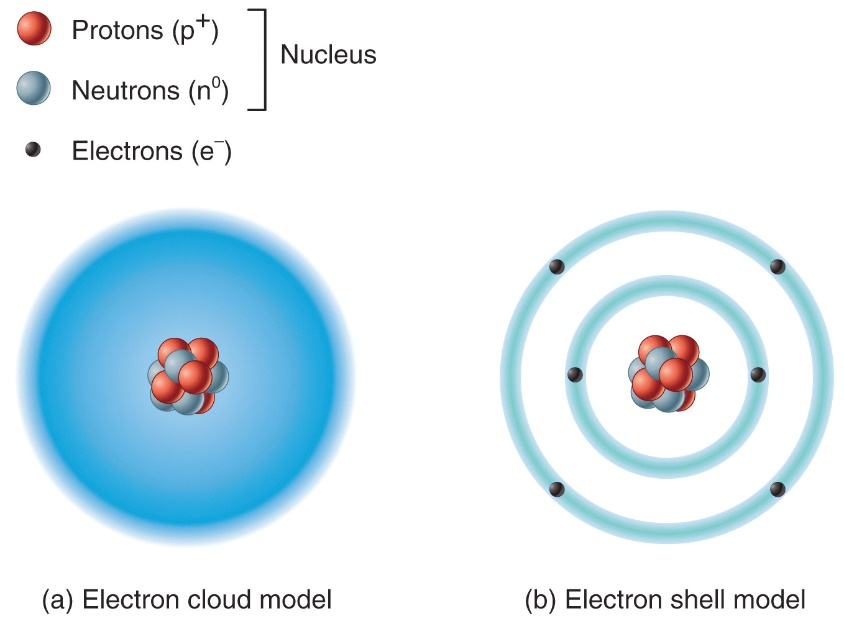 Protons (p⁺)
Nucleus
Neutrons (n⁰)
Electrons (e⁻)
(a) Electron cloud model
(b) Electron shell model